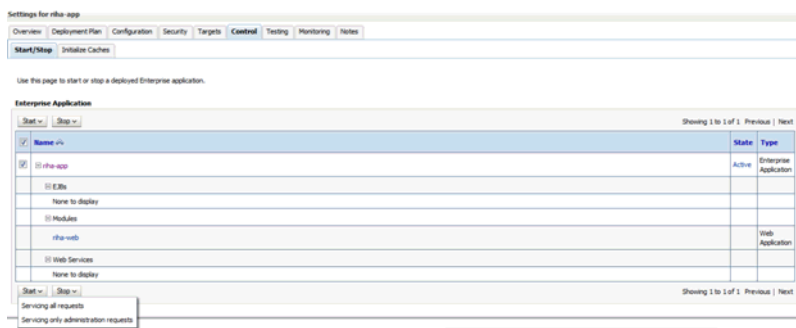 Settings for riha-app
Overview Deployment Plan Configuration Security Targets Control Testing Monitoring Notes
Start/Stop Initialize Caches
Use this page to start or stop a deployed Enterprise application.
Enterprise Application
Start Stop Showing 1 to 1 of 1 Previous | Next
Name State Type
riha-app Active Enterprise Application
EJBs
None to display
Modules
riha-web Web Application
Web Services
None to display
Start Stop Showing 1 to 1 of 1 Previous | Next
Servicing all requests
Servicing only administration requests